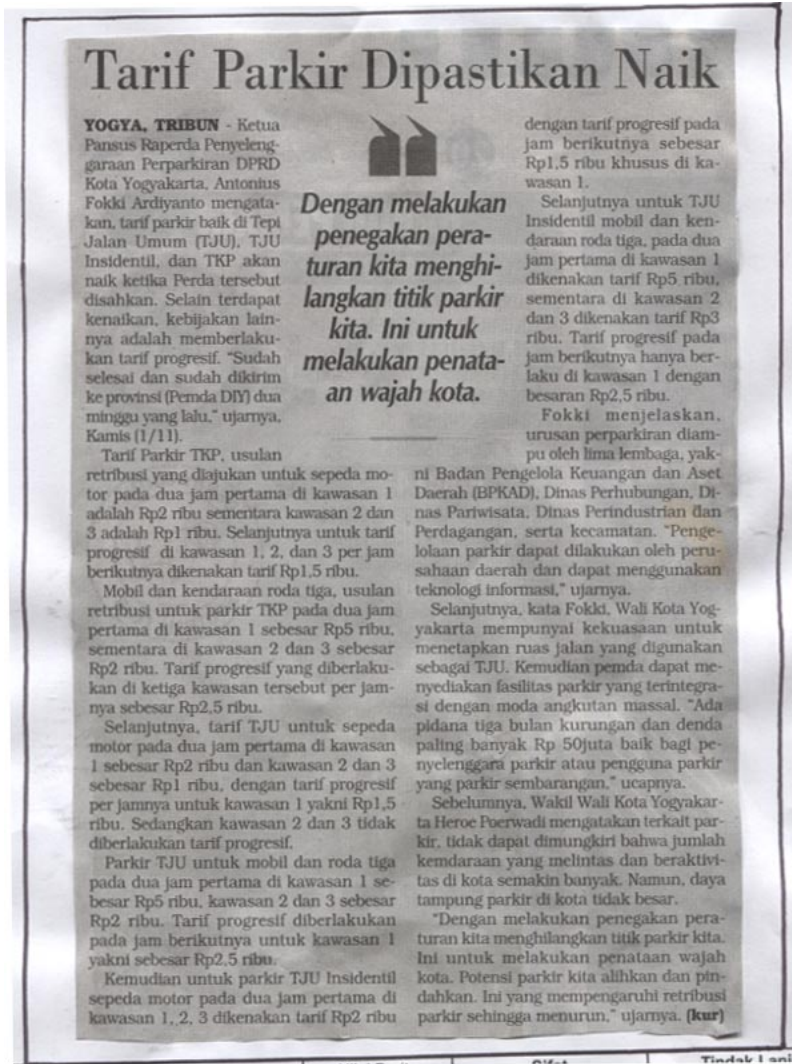 Tarif Parkir Dipastikan Naik
YOGYA, TRIBUN - Ketua
Pansus Raperda Penyeleng-
garaan Perparkiran DPRD
Kota Yogyakarta, Antonius
Fokki Ardiyanto mengata-
kan, tarif parkir baik di Tepi
Jalan Umum (TJU), TJU
Insidentil, dan TKP akan
naik ketika Perda tersebut
disahkan. Selain terdapat
kenaikan, kebijakan lain-
nya adalah memberlaku-
kan tarif progresif. "Sudah
selesai dan sudah dikirim
ke provinsi (Pemda DIY) dua
minggu yang lalu," ujarnya,
Kamis (1/11).
Tarif Parkir TKP, usulan
retribusi yang diajukan untuk sepeda mo-
tor pada dua jam pertama di kawasan 1
adalah Rp2 ribu sementara kawasan 2 dan
3 adalah Rp1 ribu. Selanjutnya untuk tarif
progresif di kawasan 1, 2, dan 3 per jam
berikutnya dikenakan tarif Rp1,5 ribu.
Mobil dan kendaraan roda tiga, usulan
retribusi untuk parkir TKP pada dua jam
pertama di kawasan 1 sebesar Rp5 ribu,
sementara di kawasan 2 dan 3 sebesar
Rp2 ribu. Tarif progresif yang diberlaku-
kan di ketiga kawasan tersebut per jam-
nya sebesar Rp2,5 ribu.
Selanjutnya, tarif TJU untuk sepeda
motor pada dua jam pertama di kawasan
1 sebesar Rp2 ribu dan kawasan 2 dan 3
sebesar Rp1 ribu, dengan tarif progresif
per jamnya untuk kawasan 1 yakni Rp1,5
ribu. Sedangkan kawasan 2 dan 3 tidak
diberlakukan tarif progresif.
Parkir TJU untuk mobil dan roda tiga
pada dua jam pertama di kawasan 1 se-
besar Rp5 ribu, kawasan 2 dan 3 sebesar
Rp2 ribu. Tarif progresif diberlakukan
pada jam berikutnya untuk kawasan 1
yakni sebesar Rp2,5 ribu.
Kemudian untuk parkir TJU Insidentil
sepeda motor pada dua jam pertama di
kawasan 1, 2, 3 dikenakan tarif Rp2 ribu
Dengan melakukan
penegakan pera-
turan kita menghi-
langkan titik parkir
kita. Ini untuk
melakukan penata-
an wajah kota.
dengan tarif progresif pada
jam berikutnya sebesar
Rp1,5 ribu khusus di ka-
wasan 1.
Selanjutnya untuk TJU
Insidentil mobil dan ken-
daraan roda tiga, pada dua
jam pertama di kawasan 1
dikenakan tarif Rp5 ribu,
sementara di kawasan 2
dan 3 dikenakan tarif Rp3
ribu. Tarif progresif pada
jam berikutnya hanya ber-
laku di kawasan 1 dengan
besaran Rp2,5 ribu.
Fokki menjelaskan,
urusan perparkiran diam-
pu oleh lima lembaga, yak-
ni Badan Pengelola Keuangan dan Aset
Daerah (BPKAD), Dinas Perhubungan, Di-
nas Pariwisata, Dinas Perindustrian dan
Perdagangan, serta kecamatan. "Penge-
lolaan parkir dapat dilakukan oleh peru-
sahaan daerah dan dapat menggunakan
teknologi informasi," ujarnya.
Selanjutnya, kata Fokki, Wali Kota Yog-
yakarta mempunyai kekuasaan untuk
menetapkan ruas jalan yang digunakan
sebagai TJU. Kemudian pemda dapat me-
nyediakan fasilitas parkir yang terintegra-
si dengan moda angkutan massal. "Ada
pidana tiga bulan kurungan dan denda
paling banyak Rp 50juta baik bagi pe-
nyelenggara parkir atau pengguna parkir
yang parkir sembarangan," ucapnya.
Sebelumnya, Wakil Wali Kota Yogyakar-
ta Heroe Poerwadi mengatakan terkait par-
kir, tidak dapat dimungkiri bahwa jumlah
kemdaraan yang melintas dan beraktivi-
tas di kota semakin banyak. Namun, daya
tampung parkir di kota tidak besar.
"Dengan melakukan penegakan pera-
turan kita menghilangkan titik parkir kita.
Ini untuk melakukan penataan wajah
kota. Potensi parkir kita alihkan dan pin-
dahkan. Ini yang mempengaruhi retribusi
parkir sehingga menurun," ujarnya. (kur)